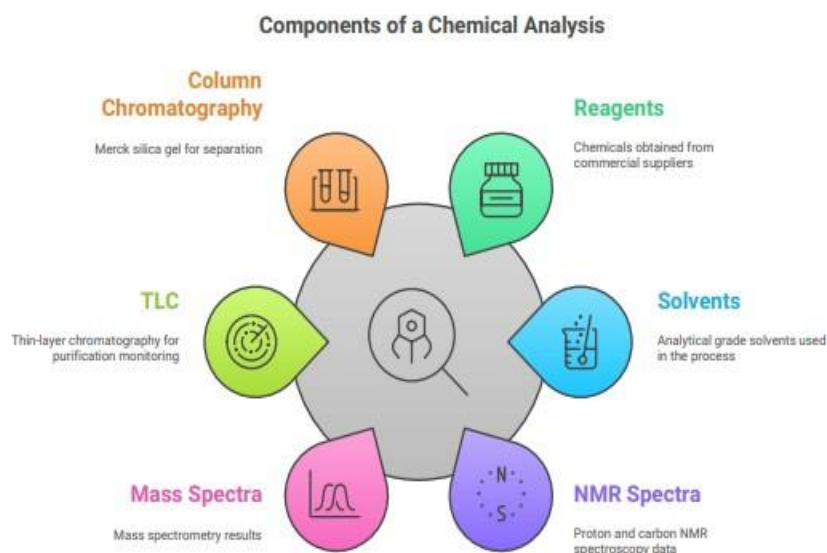 Components of a Chemical Analysis
Column
Chromatography
Merck silica gel for separation
Reagents
Chemicals obtained from
commercial suppliers
TLC
Thin-layer chromatography for
purification monitoring
Solvents
Analytical grade solvents used
in the process
Mass Spectra
Mass spectrometry results
N
S
NMR Spectra
Proton and carbon NMR
spectroscopy data